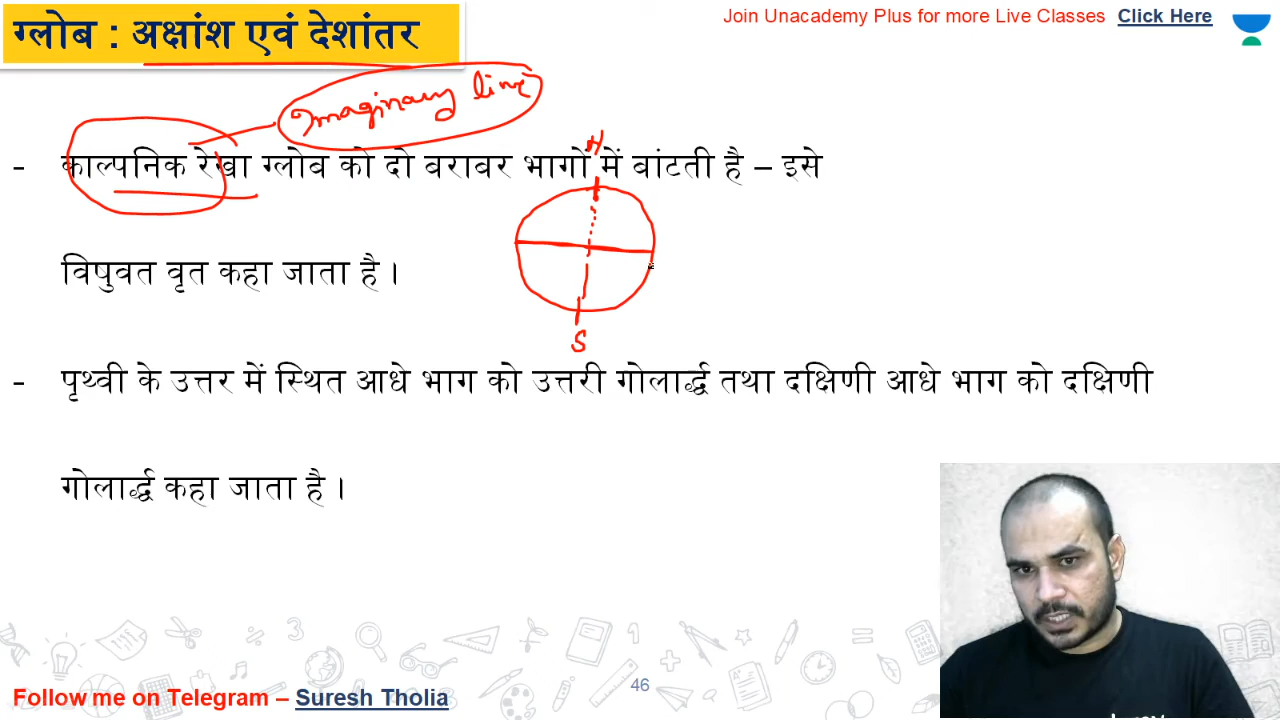 ग्लोब : अक्षांश एवं देशांतर
Join Unacademy Plus for more Live Classes Click Here
Imaginary line
- काल्पनिक रेखा ग्लोब को दो बराबर भागों में बांटती है – इसे
N
विषुवत वृत कहा जाता है ।
S
- पृथ्वी के उत्तर में स्थित आधे भाग को उत्तरी गोलार्द्ध तथा दक्षिणी आधे भाग को दक्षिणी
गोलार्द्ध कहा जाता है ।
46
Follow me on Telegram – Suresh Tholia